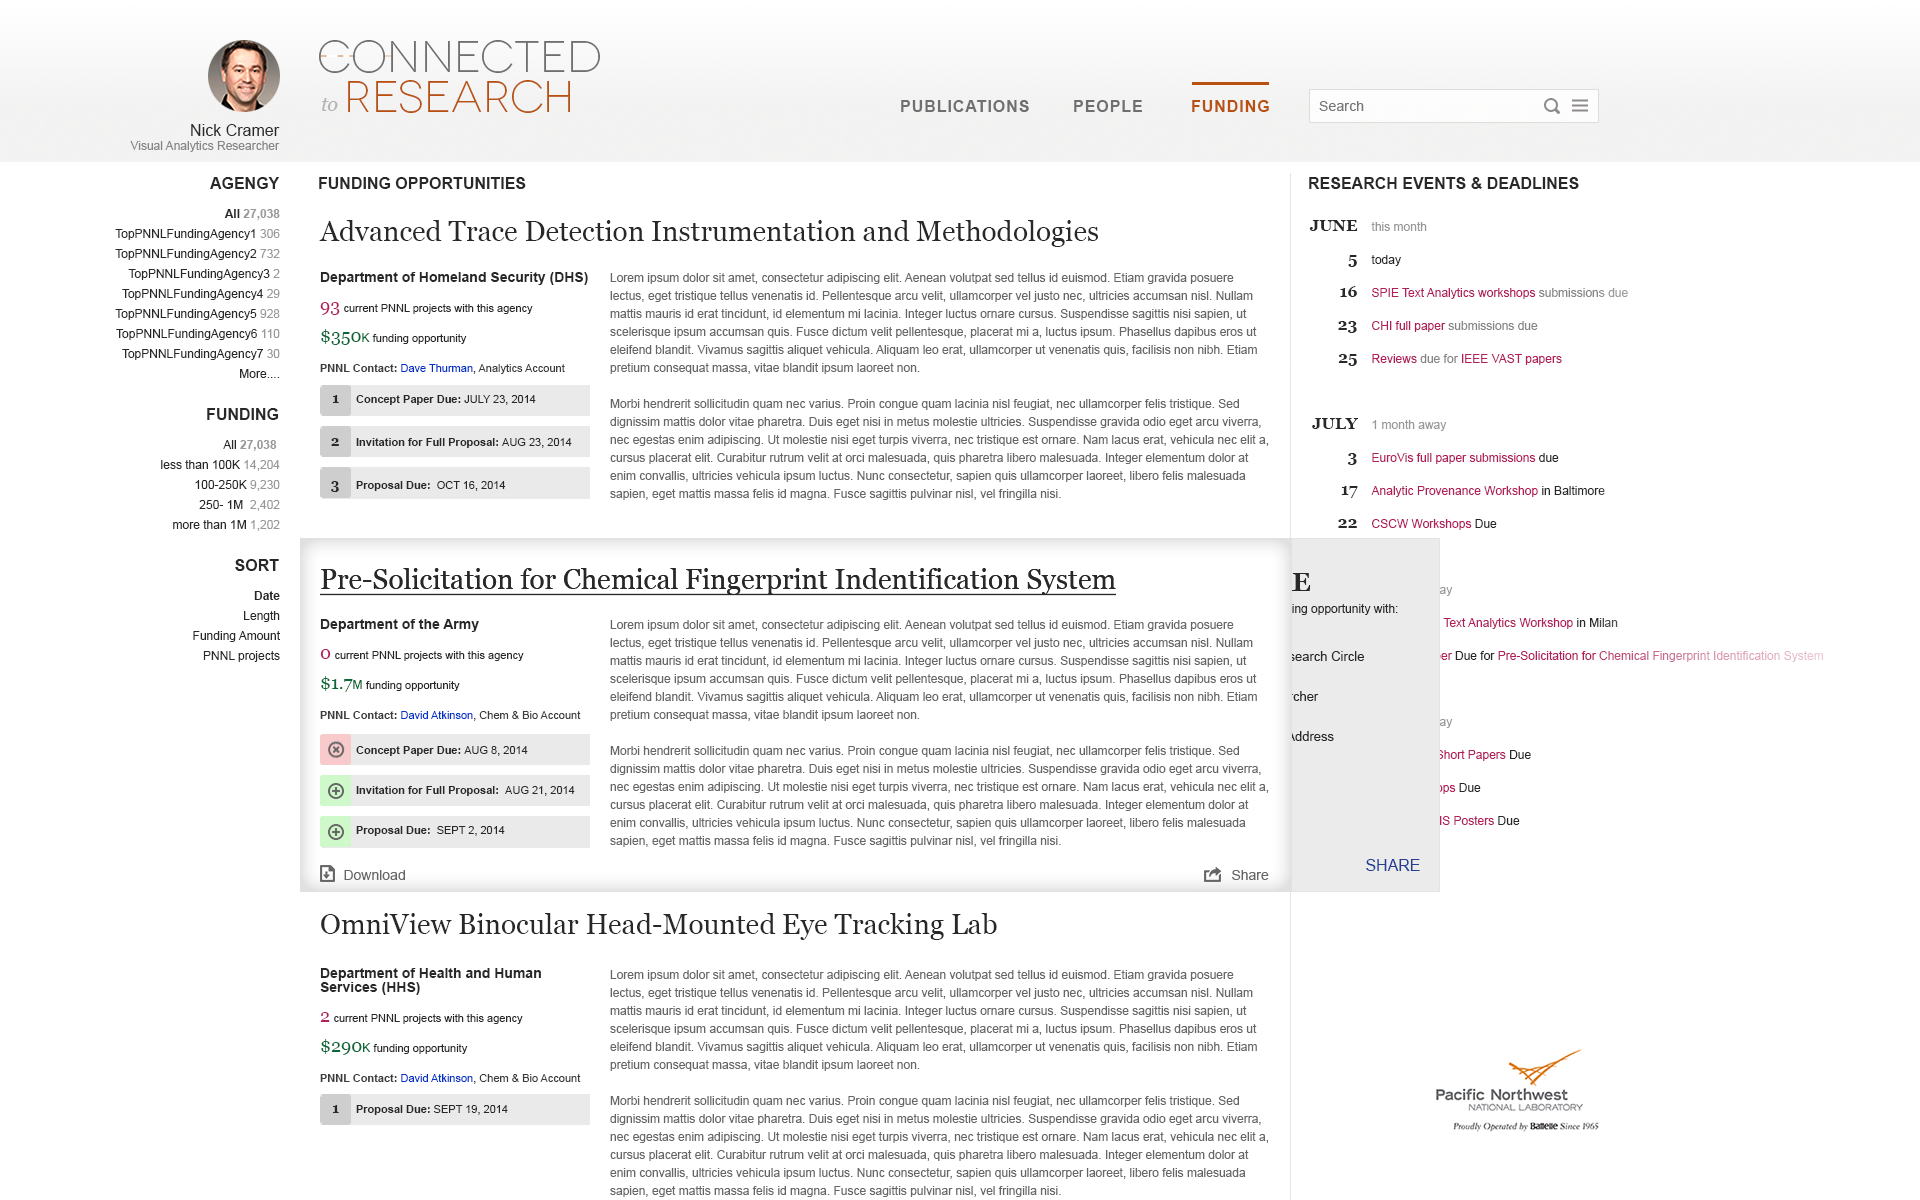 CONNECTED
to RESEARCH
Nick Cramer
Visual Analytics Researcher
PUBLICATIONS
PEOPLE
FUNDING
Search
AGENCY
All 27,038
TopPNNLFundingAgency1 306
TopPNNLFundingAgency2 732
TopPNNLFundingAgency3 2
TopPNNLFundingAgency4 29
TopPNNLFundingAgency5 928
TopPNNLFundingAgency6 110
TopPNNLFundingAgency7 30
More....
FUNDING
All 27,038
less than 100K 14,204
100-250K 9,230
250- 1M 2,402
more than 1M 1,202
SORT
Date
Length
Funding Amount
PNNL projects
FUNDING OPPORTUNITIES
Advanced Trace Detection Instrumentation and Methodologies
Department of Homeland Security (DHS)
93 current PNNL projects with this agency
$350K funding opportunity
PNNL Contact: Dave Thurman, Analytics Account
1 Concept Paper Due: JULY 23, 2014
2 Invitation for Full Proposal: AUG 23, 2014
3 Proposal Due: OCT 16, 2014
Lorem ipsum dolor sit amet, consectetur adipiscing elit. Aenean volutpat sed tellus id euismod. Etiam gravida posuere
lectus, eget tristique tellus venenatis id. Pellentesque arcu velit, ullamcorper vel justo nec, ultricies accumsan nisl. Nullam
mattis mauris id erat tincidunt, id elementum mi lacinia. Integer luctus ornare cursus. Suspendisse sagittis nisi sapien, ut
scelerisque ipsum accumsan quis. Fusce dictum velit pellentesque, placerat mi a, luctus ipsum. Phasellus dapibus eros ut
eleifend blandit. Vivamus sagittis aliquet vehicula. Aliquam leo erat, ullamcorper ut venenatis quis, facilisis non nibh. Etiam
pretium consequat massa, vitae blandit ipsum laoreet non.
Morbi hendrerit sollicitudin quam nec varius. Proin congue quam lacinia nisl feugiat, nec ullamcorper felis tristique. Sed
dignissim mattis dolor vitae pharetra. Duis eget nisi in metus molestie ultricies. Suspendisse gravida odio eget arcu viverra,
nec egestas enim adipiscing. Ut molestie nisi eget turpis viverra, nec tristique est ornare. Nam lacus erat, vehicula nec elit a,
cursus placerat elit. Curabitur rutrum velit at orci malesuada, quis pharetra libero malesuada. Integer elementum dolor at
enim convallis, ultricies vehicula ipsum luctus. Nunc consectetur, sapien quis ullamcorper laoreet, libero felis malesuada
sapien, eget mattis massa felis id magna. Fusce sagittis pulvinar nisl, vel fringilla nisi.
Pre-Solicitation for Chemical Fingerprint Indentification System
Department of the Army
0 current PNNL projects with this agency
$1.7M funding opportunity
PNNL Contact: David Atkinson, Chem & Bio Account
Concept Paper Due: AUG 8, 2014
Invitation for Full Proposal: AUG 21, 2014
Proposal Due: SEPT 2, 2014
Lorem ipsum dolor sit amet, consectetur adipiscing elit. Aenean volutpat sed tellus id euismod. Etiam gravida posuere
lectus, eget tristique tellus venenatis id. Pellentesque arcu velit, ullamcorper vel justo nec, ultricies accumsan nisl. Nullam
mattis mauris id erat tincidunt, id elementum mi lacinia. Integer luctus ornare cursus. Suspendisse sagittis nisi sapien, ut
scelerisque ipsum accumsan quis. Fusce dictum velit pellentesque, placerat mi a, luctus ipsum. Phasellus dapibus eros ut
eleifend blandit. Vivamus sagittis aliquet vehicula. Aliquam leo erat, ullamcorper ut venenatis quis, facilisis non nibh. Etiam
pretium consequat massa, vitae blandit ipsum laoreet non.
Morbi hendrerit sollicitudin quam nec varius. Proin congue quam lacinia nisl feugiat, nec ullamcorper felis tristique. Sed
dignissim mattis dolor vitae pharetra. Duis eget nisi in metus molestie ultricies. Suspendisse gravida odio eget arcu viverra,
nec egestas enim adipiscing. Ut molestie nisi eget turpis viverra, nec tristique est ornare. Nam lacus erat, vehicula nec elit a,
cursus placerat elit. Curabitur rutrum velit at orci malesuada, quis pharetra libero malesuada. Integer elementum dolor at
enim convallis, ultricies vehicula ipsum luctus. Nunc consectetur, sapien quis ullamcorper laoreet, libero felis malesuada
sapien, eget mattis massa felis id magna. Fusce sagittis pulvinar nisl, vel fringilla nisi.
Download
Share
E
ing opportunity with:
search Circle
rcher
Address
SHARE
OmniView Binocular Head-Mounted Eye Tracking Lab
Department of Health and Human
Services (HHS)
2 current PNNL projects with this agency
$290K funding opportunity
PNNL Contact: David Atkinson, Chem & Bio Account
1 Proposal Due: SEPT 19, 2014
Lorem ipsum dolor sit amet, consectetur adipiscing elit. Aenean volutpat sed tellus id euismod. Etiam gravida posuere
lectus, eget tristique tellus venenatis id. Pellentesque arcu velit, ullamcorper vel justo nec, ultricies accumsan nisl. Nullam
mattis mauris id erat tincidunt, id elementum mi lacinia. Integer luctus ornare cursus. Suspendisse sagittis nisi sapien, ut
scelerisque ipsum accumsan quis. Fusce dictum velit pellentesque, placerat mi a, luctus ipsum. Phasellus dapibus eros ut
eleifend blandit. Vivamus sagittis aliquet vehicula. Aliquam leo erat, ullamcorper ut venenatis quis, facilisis non nibh. Etiam
pretium consequat massa, vitae blandit ipsum laoreet non.
Morbi hendrerit sollicitudin quam nec varius. Proin congue quam lacinia nisl feugiat, nec ullamcorper felis tristique. Sed
dignissim mattis dolor vitae pharetra. Duis eget nisi in metus molestie ultricies. Suspendisse gravida odio eget arcu viverra,
nec egestas enim adipiscing. Ut molestie nisi eget turpis viverra, nec tristique est ornare. Nam lacus erat, vehicula nec elit a,
cursus placerat elit. Curabitur rutrum velit at orci malesuada, quis pharetra libero malesuada. Integer elementum dolor at
enim convallis, ultricies vehicula ipsum luctus. Nunc consectetur, sapien quis ullamcorper laoreet, libero felis malesuada
sapien, eget mattis massa felis id magna. Fusce sagittis pulvinar nisl, vel fringilla nisi.
RESEARCH EVENTS & DEADLINES
JUNE this month
5 today
16 SPIE Text Analytics workshops submissions due
23 CHI full paper submissions due
25 Reviews due for IEEE VAST papers
JULY 1 month away
3 EuroVis full paper submissions due
17 Analytic Provenance Workshop in Baltimore
22 CSCW Workshops Due
ay
Text Analytics Workshop in Milan
er Due for Pre-Solicitation for Chemical Fingerprint Identification System
ay
Short Papers Due
ops Due
IS Posters Due
Pacific Northwest
NATIONAL LABORATORY
Proudly Operated by Battelle Since 1965